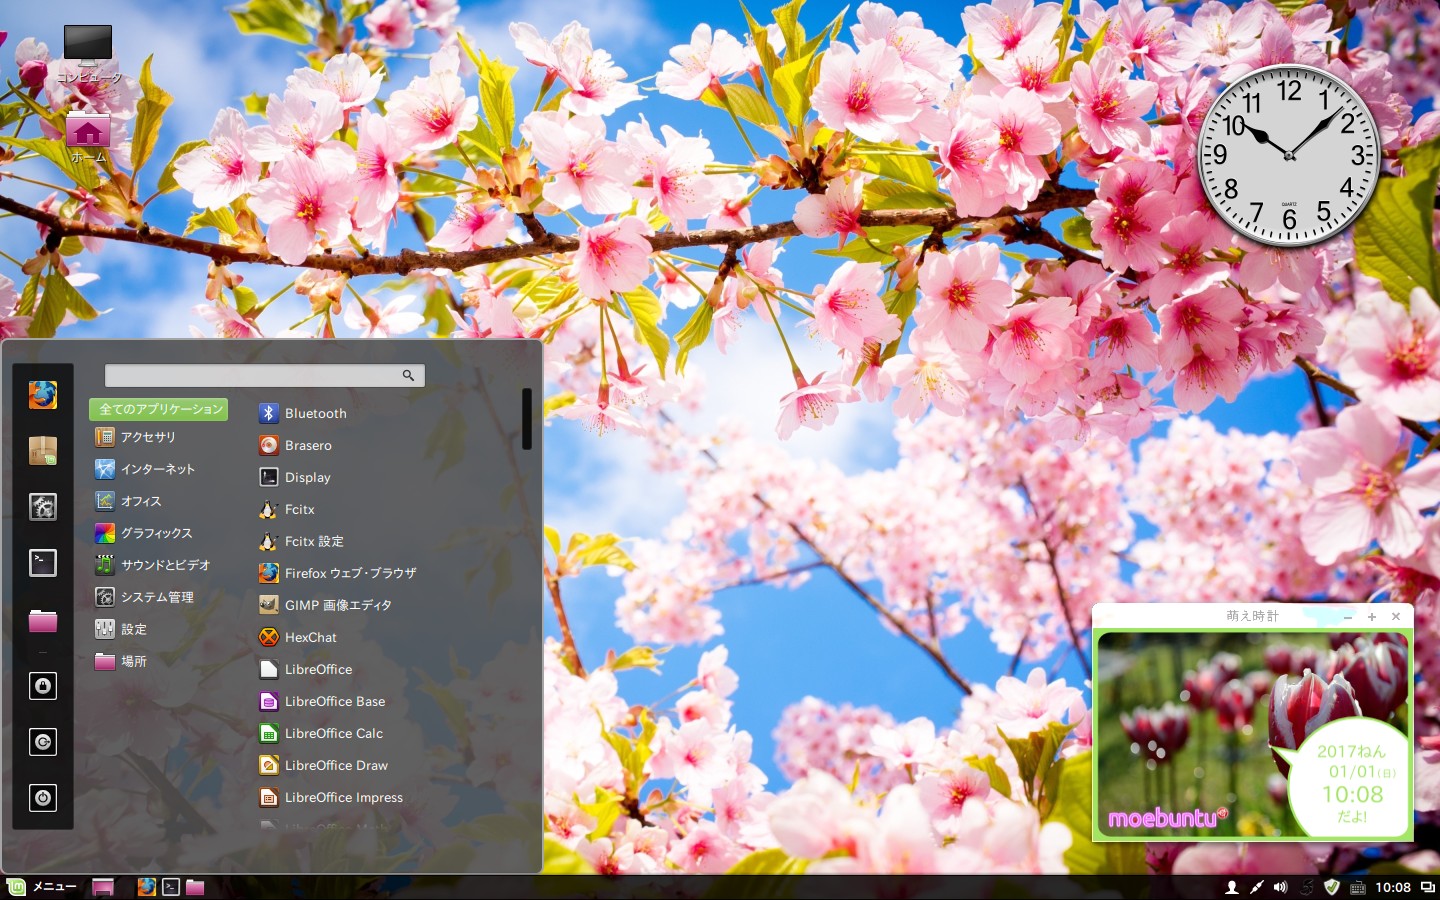 コンピュータ
ホーム
12
11
1
10
2
9
3
8
4
7
5
6
QUARTZ
全てのアプリケーション
アクセサリ
インターネット
オフィス
グラフィックス
サウンドとビデオ
システム管理
設定
場所
Bluetooth
Brasero
Display
Fcitx
Fcitx 設定
Firefox ウェブ・ブラウザ
GIMP 画像エディタ
HexChat
LibreOffice
LibreOffice Base
LibreOffice Calc
LibreOffice Draw
LibreOffice Impress
LibreOffice Math
萌え時計
2017ねん
01/01(日)
10:08
だよ!
moebuntu
メニュー
10:08